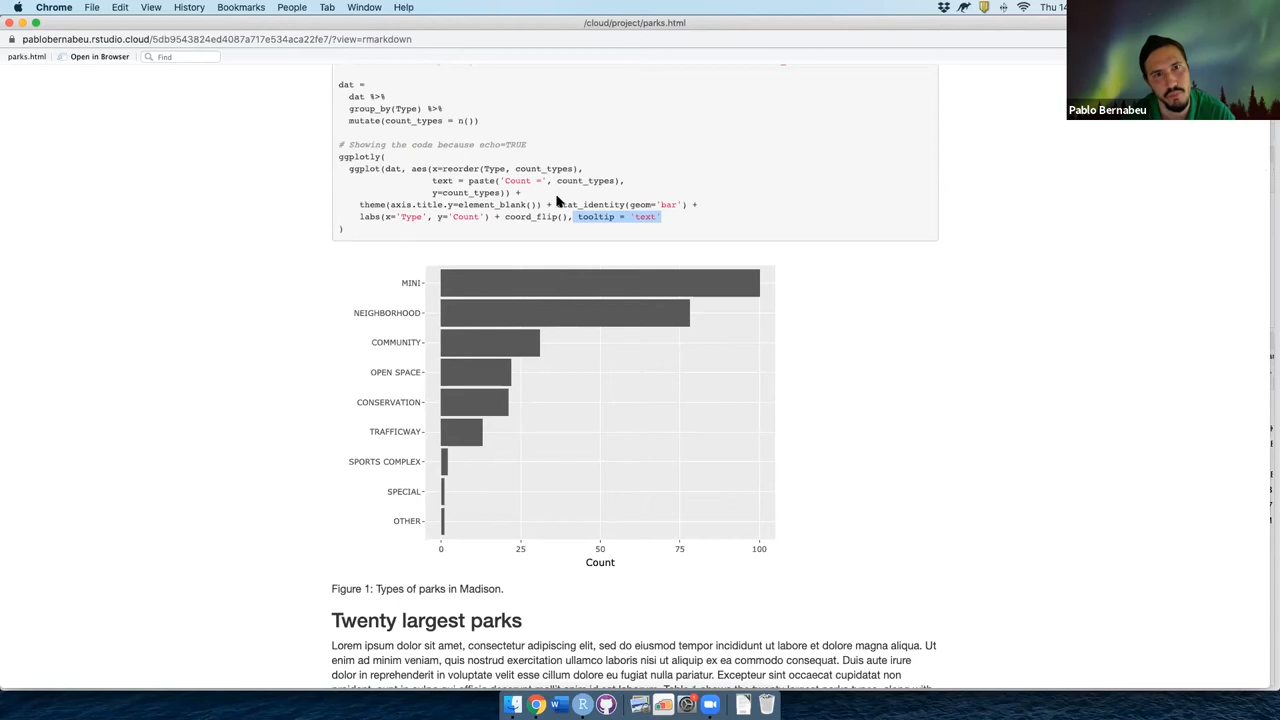 Chrome File Edit View History Bookmarks People Tab Window Help
Thu 14
/cloud/project/parks.html
pablobernabeu.rstudio.cloud/5db9543824ed4087a717e534aca22fe7/?view=rmarkdown
parks.html Open in Browser Find
Pablo Bernabeu
dat =
dat %>%
group_by(Type) %>%
mutate(count_types = n())
# Showing the code because echo=TRUE
ggplotly(
ggplot(dat, aes(x=reorder(Type, count_types),
text = paste('Count =', count_types),
y=count_types)) +
theme(axis.title.y=element_blank()) + stat_identity(geom='bar') +
labs(x='Type', y='Count') + coord_flip(), tooltip = 'text'
)
MINI
NEIGHBORHOOD
COMMUNITY
OPEN SPACE
CONSERVATION
TRAFFICWAY
SPORTS COMPLEX
SPECIAL
OTHER
0 25 50 75 100
Count
Figure 1: Types of parks in Madison.
Twenty largest parks
Lorem ipsum dolor sit amet, consectetur adipiscing elit, sed do eiusmod tempor incididunt ut labore et dolore magna aliqua. Ut
enim ad minim veniam, quis nostrud exercitation ullamco laboris nisi ut aliquip ex ea commodo consequat. Duis aute irure
dolor in reprehenderit in voluptate velit esse cillum dolore eu fugiat nulla pariatur. Excepteur sint occaecat cupidatat non